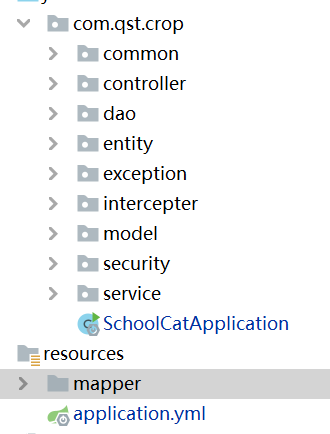 com.qst.crop
common
controller
dao
entity
exception
intercepter
model
security
service
SchoolCatApplication
resources
mapper
application.yml